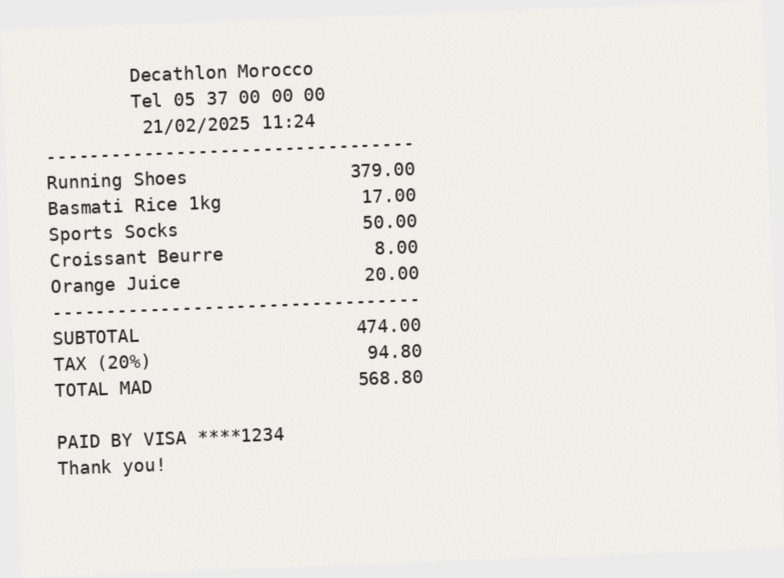 Decathlon Morocco
Tel 05 37 00 00 00
21/02/2025 11:24
----------------------------------
Running Shoes 379.00
Basmati Rice 1kg 17.00
Sports Socks 50.00
Croissant Beurre 8.00
Orange Juice 20.00
----------------------------------
SUBTOTAL 474.00
TAX (20%) 94.80
TOTAL MAD 568.80
PAID BY VISA ****1234
Thank you!